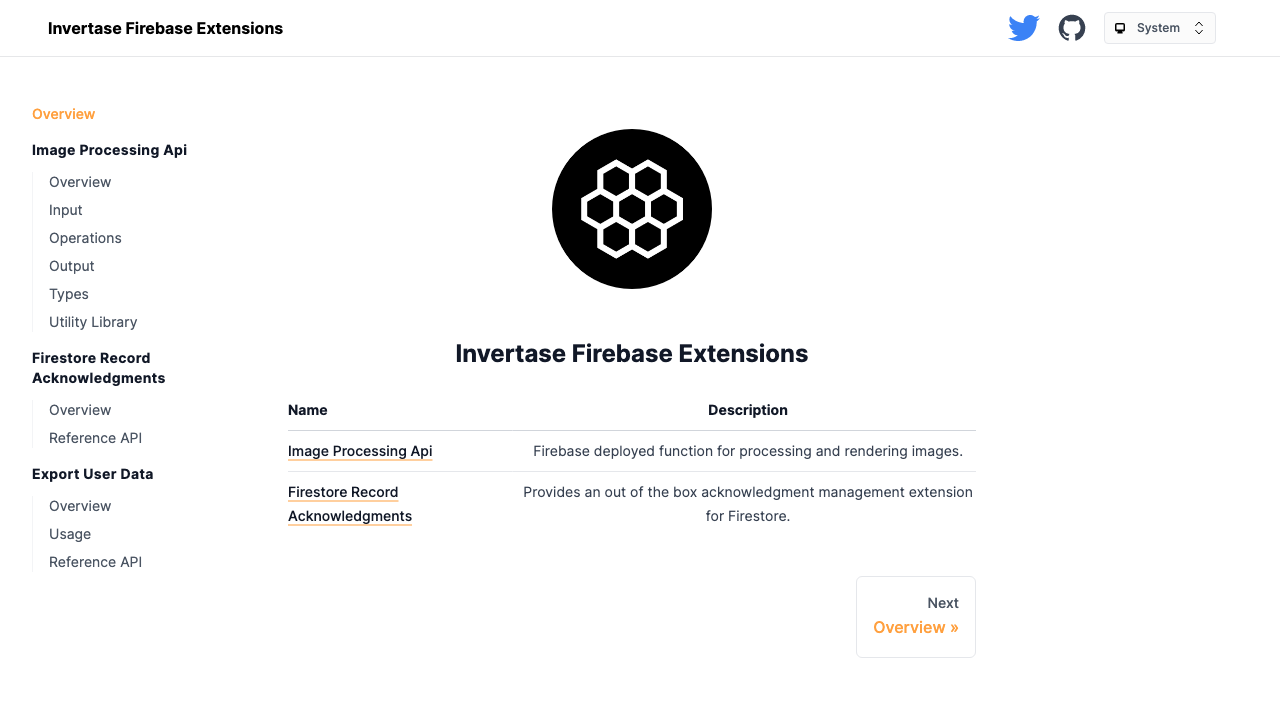 Invertase Firebase Extensions
System
Overview
Image Processing Api
Overview
Input
Operations
Output
Types
Utility Library
Firestore Record
Acknowledgments
Overview
Reference API
Export User Data
Overview
Usage
Reference API
Invertase Firebase Extensions
Name Description
Image Processing Api Firebase deployed function for processing and rendering images.
Firestore Record Provides an out of the box acknowledgment management extension
Acknowledgments for Firestore.
Next
Overview »